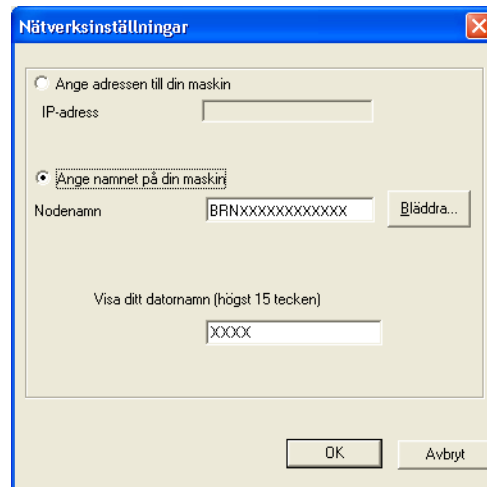 Nätverksinställningar
Ange adressen till din maskin
IP-adress
Ange namnet på din maskin
Nodenamn
BRNXXXXXXXXXXXX
Bläddra...
Visa ditt datornamn (högst 15 tecken)
XXXX
OK
Avbryt